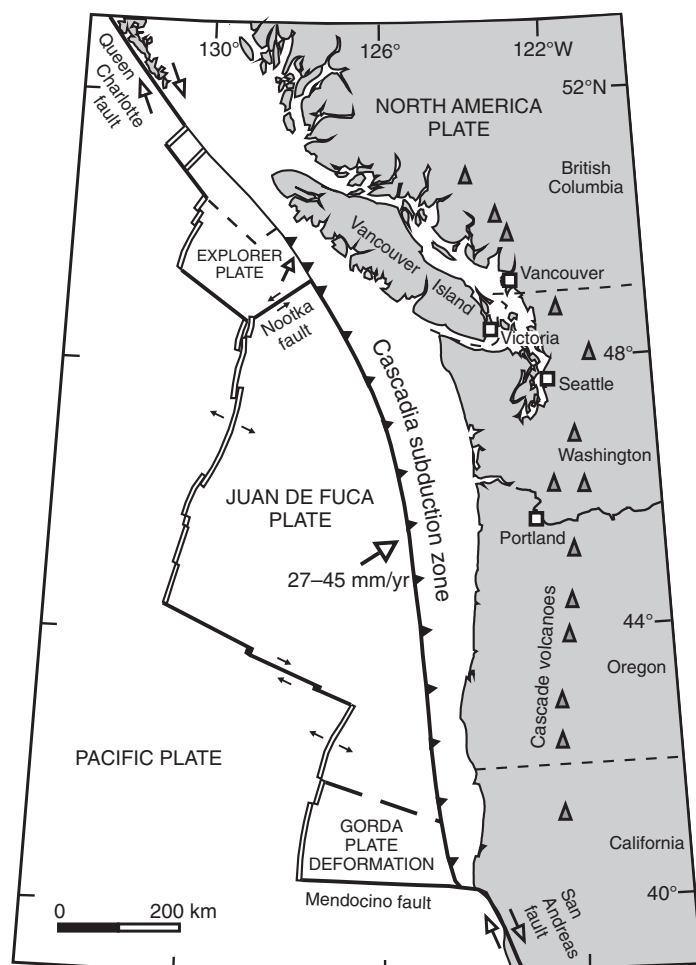 130°
126°
122°W
52°N
Queen
Charlotte
fault
NORTH AMERICA
PLATE
British
Columbia
EXPLORER
PLATE
Vancouver
Island
Vancouver
Nootka
fault
Victoria
48°
Seattle
Cascadia subduction zone
Washington
JUAN DE FUCA
PLATE
Portland
27–45 mm/yr
Cascade volcanoes
44°
Oregon
PACIFIC PLATE
GORDA
PLATE
DEFORMATION
California
Mendocino fault
40°
San
Andreas
fault
0
200 km